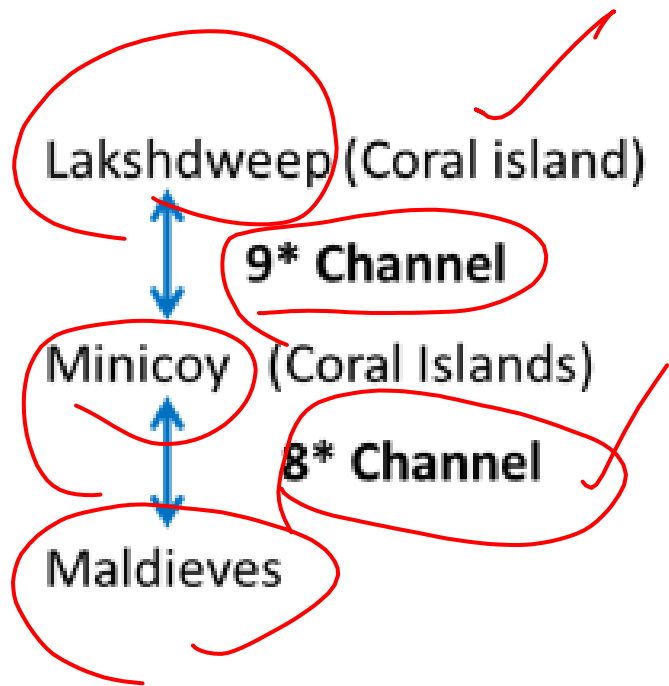 Lakshdweep (Coral island)
9* Channel
Minicoy (Coral Islands)
8* Channel
Maldieves